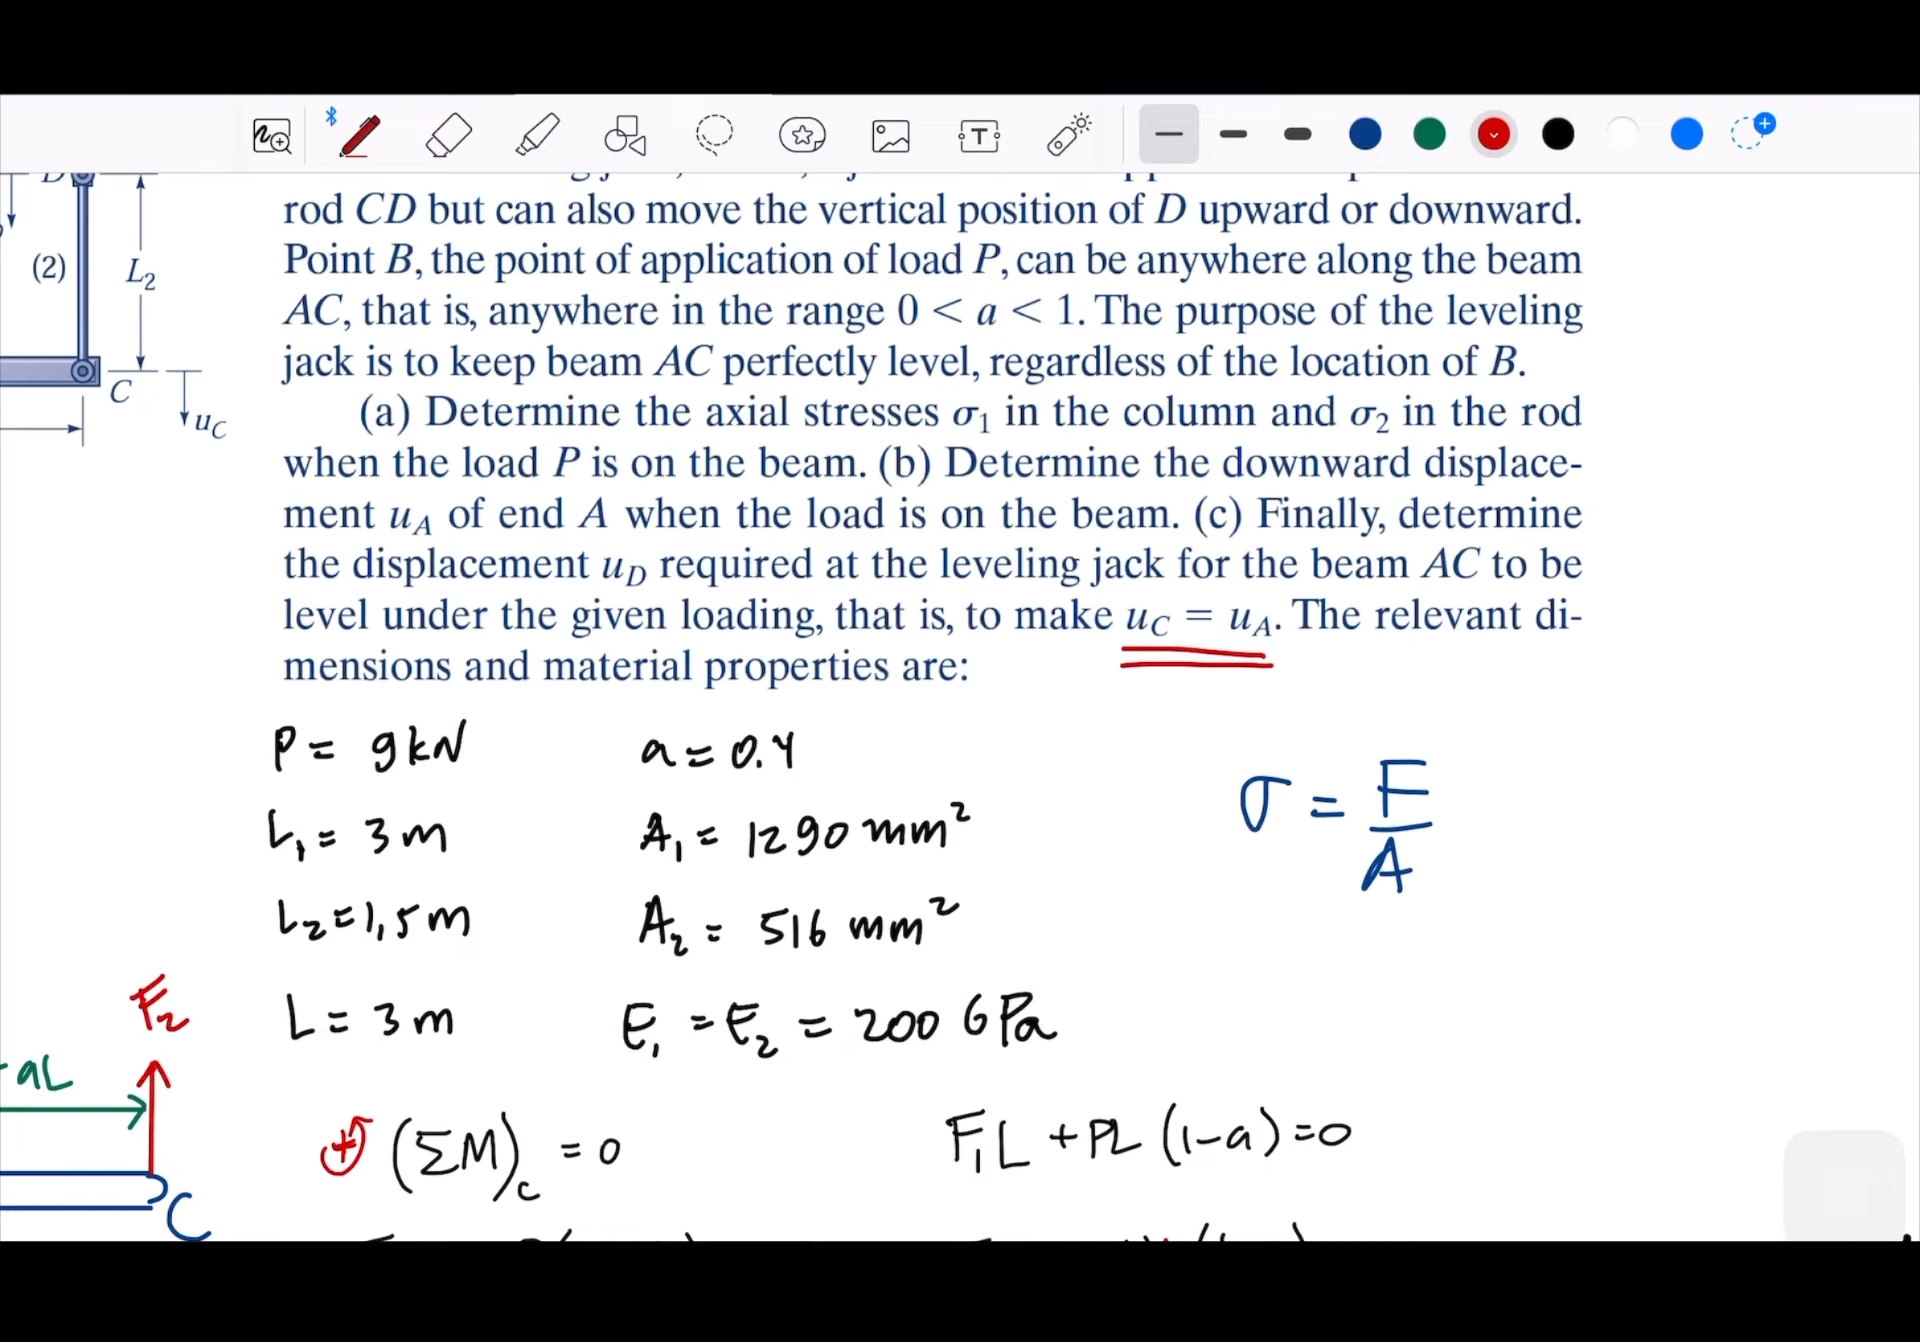 rod CD but can also move the vertical position of D upward or downward.
Point B, the point of application of load P, can be anywhere along the beam
AC, that is, anywhere in the range 0 < a < 1. The purpose of the leveling
jack is to keep beam AC perfectly level, regardless of the location of B.
(a) Determine the axial stresses σ1 in the column and σ2 in the rod
when the load P is on the beam. (b) Determine the downward displace-
ment uA of end A when the load is on the beam. (c) Finally, determine
the displacement uD required at the leveling jack for the beam AC to be
level under the given loading, that is, to make uC = uA. The relevant di-
mensions and material properties are:
D
(2)
L2
C
uC
P = 9 kN
a = 0.4
L1 = 3 m
A1 = 1290 mm²
L2 = 1,5 m
A2 = 516 mm²
L = 3 m
E1 = E2 = 200 GPa
σ = F/A
F2
aL
C
+ (ΣM)c = 0
F1L + PL (1-a) = 0
T